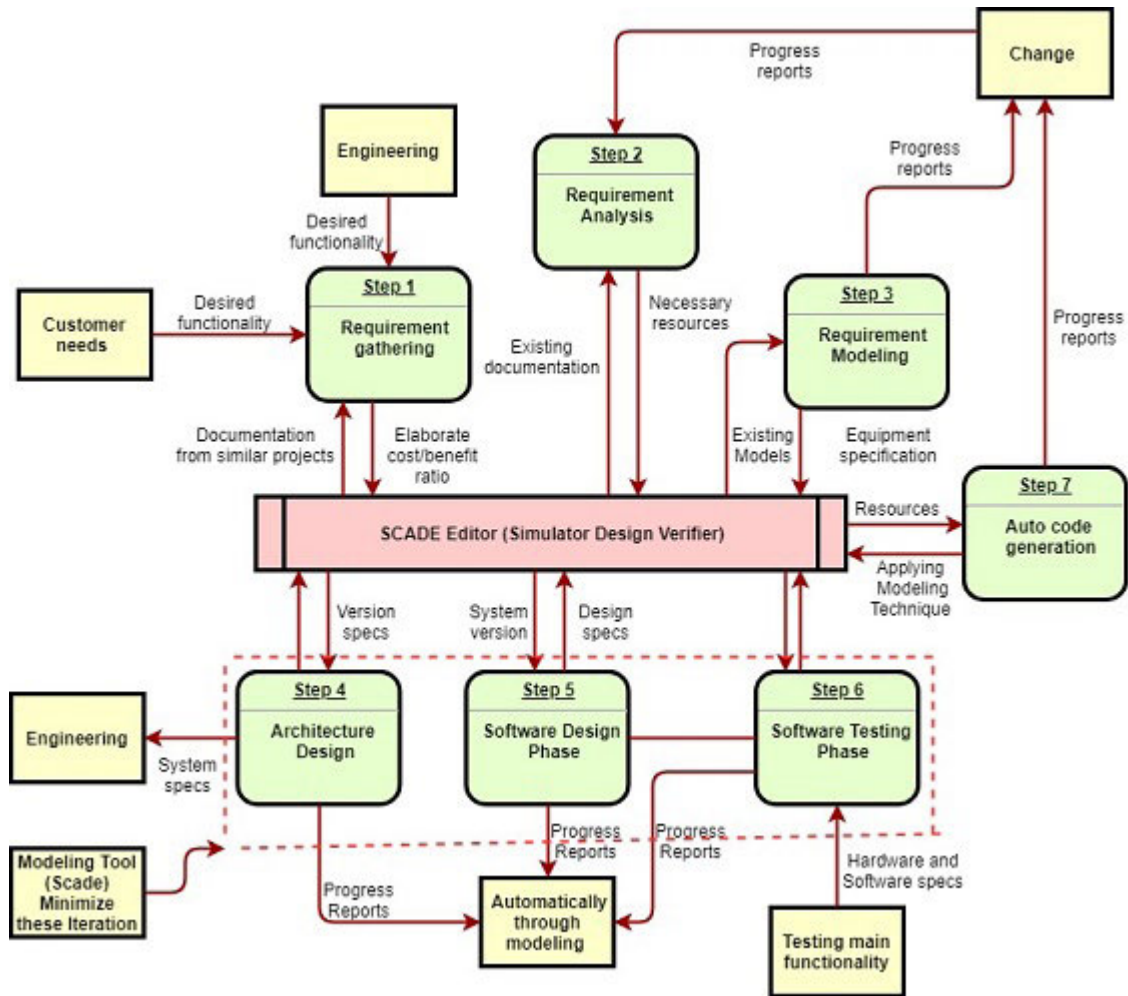 Change
Progress
reports
Engineering
Step 2
Requirement
Analysis
Progress
reports
Desired
functionality
Step 1
Requirement
gathering
Customer
needs
Desired
functionality
Necessary
resources
Step 3
Requirement
Modeling
Progress
reports
Existing
documentation
Documentation
from similar projects
Elaborate
cost/benefit
ratio
Existing
Models
Equipment
specification
Step 7
Auto code
generation
SCADE Editor (Simulator Design Verifier)
Resources
Applying
Modeling
Technique
Version
specs
System
version
Design
specs
Step 4
Architecture
Design
Step 5
Software Design
Phase
Step 6
Software Testing
Phase
Engineering
System
specs
Modeling Tool
(Scade)
Minimize
these Iteration
Progress
Reports
Progress
Reports
Progress
Reports
Hardware and
Software specs
Automatically
through
modeling
Testing main
functionality